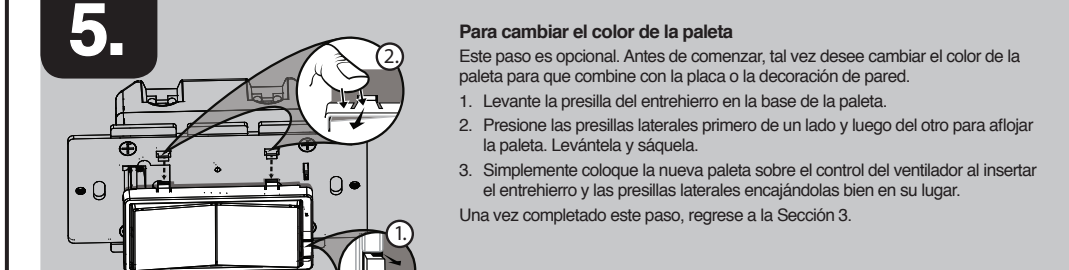 5.
Para cambiar el color de la paleta
Este paso es opcional. Antes de comenzar, tal vez desee cambiar el color de la
paleta para que combine con la placa o la decoración de pared.
1. Levante la presilla del entrehierro en la base de la paleta.
2. Presione las presillas laterales primero de un lado y luego del otro para aflojar
la paleta. Levántela y sáquela.
3. Simplemente coloque la nueva paleta sobre el control del ventilador al insertar
el entrehierro y las presillas laterales encajándolas bien en su lugar.
Una vez completado este paso, regrese a la Sección 3.
2.
1.